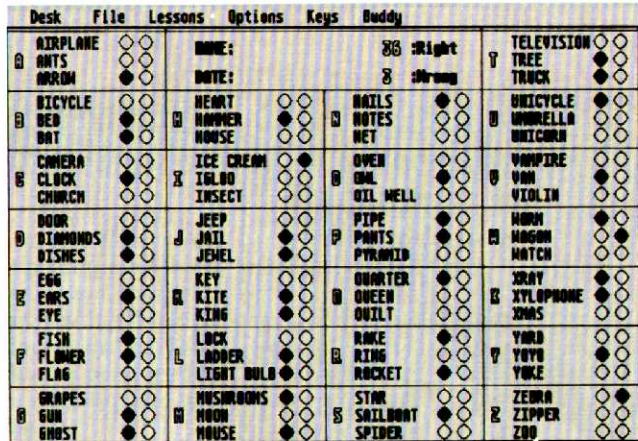 Desk File Lessons Options Keys Buddy
AIRPLANE
A ANTS
ARROW
NAME: 36 :Right
DATE: 3 :Wrong
TELEVISION
T TREE
TRUCK
BICYCLE
B BED
BAT
HEART
H HAMMER
HOUSE
NAILS
N NOTES
NET
UNICYCLE
U UMBRELLA
UNICORN
CAMERA
C CLOCK
CHURCH
ICE CREAM
I IGLOO
INSECT
OVEN
O OWL
OIL WELL
VAMPIRE
V VAN
VIOLIN
DOOR
D DIAMONDS
DISHES
JEEP
J JAIL
JEWEL
PIPE
P PANTS
PYRAMID
WORM
W WAGON
WATCH
EGG
E EARS
EYE
KEY
K KITE
KING
QUARTER
Q QUEEN
QUILT
XRAY
X XYLOPHONE
XMAS
FISH
F FLOWER
FLAG
LOCK
L LADDER
LIGHT BULB
RAKE
R RING
ROCKET
YARD
Y YOYO
YOKE
GRAPES
G GUN
GHOST
MUSHROOMS
M MOON
MOUSE
STAR
S SAILBOAT
SPIDER
ZEBRA
Z ZIPPER
ZOO